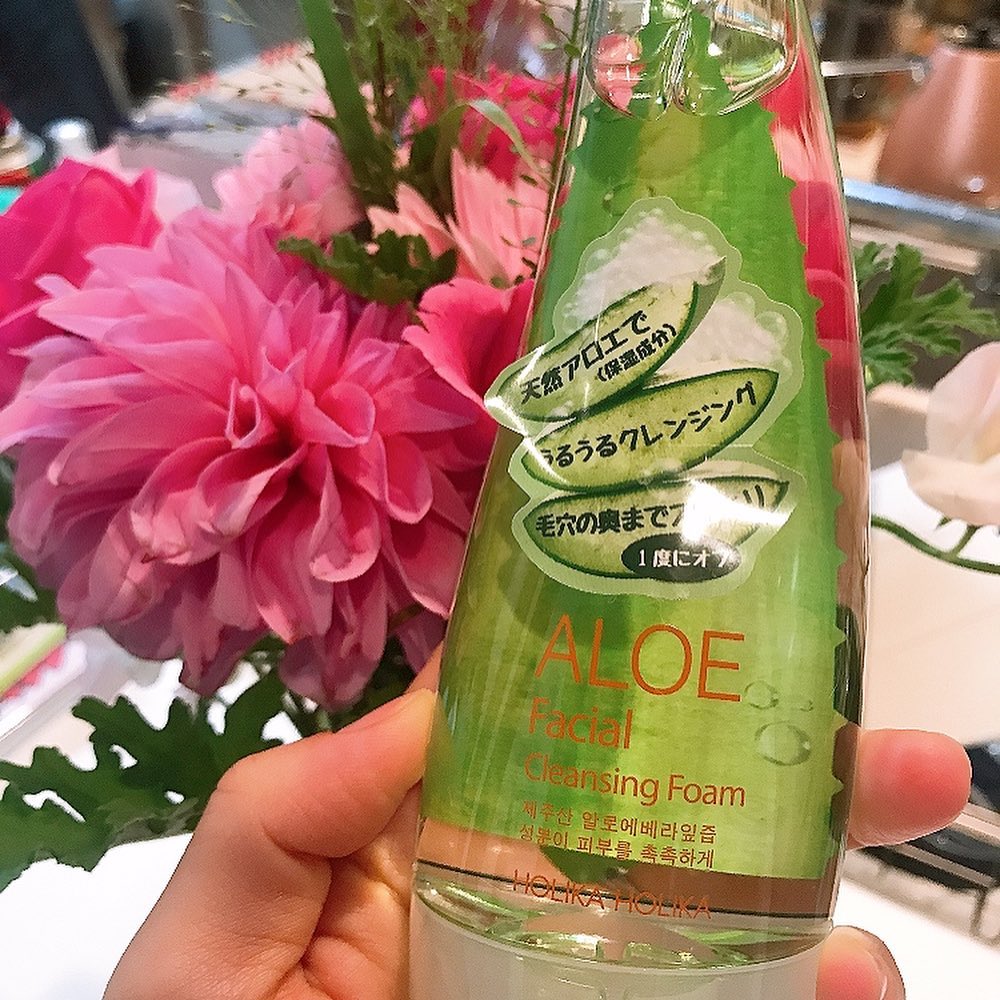 天然アロエで
(保湿成分)
うるうるクレンジング
毛穴の奥まで
1度にオフ
ALOE
Facial
Cleansing Foam
제주산 알로에베라잎즙
성분이 피부를 촉촉하게
HOLIKA HOLIKA